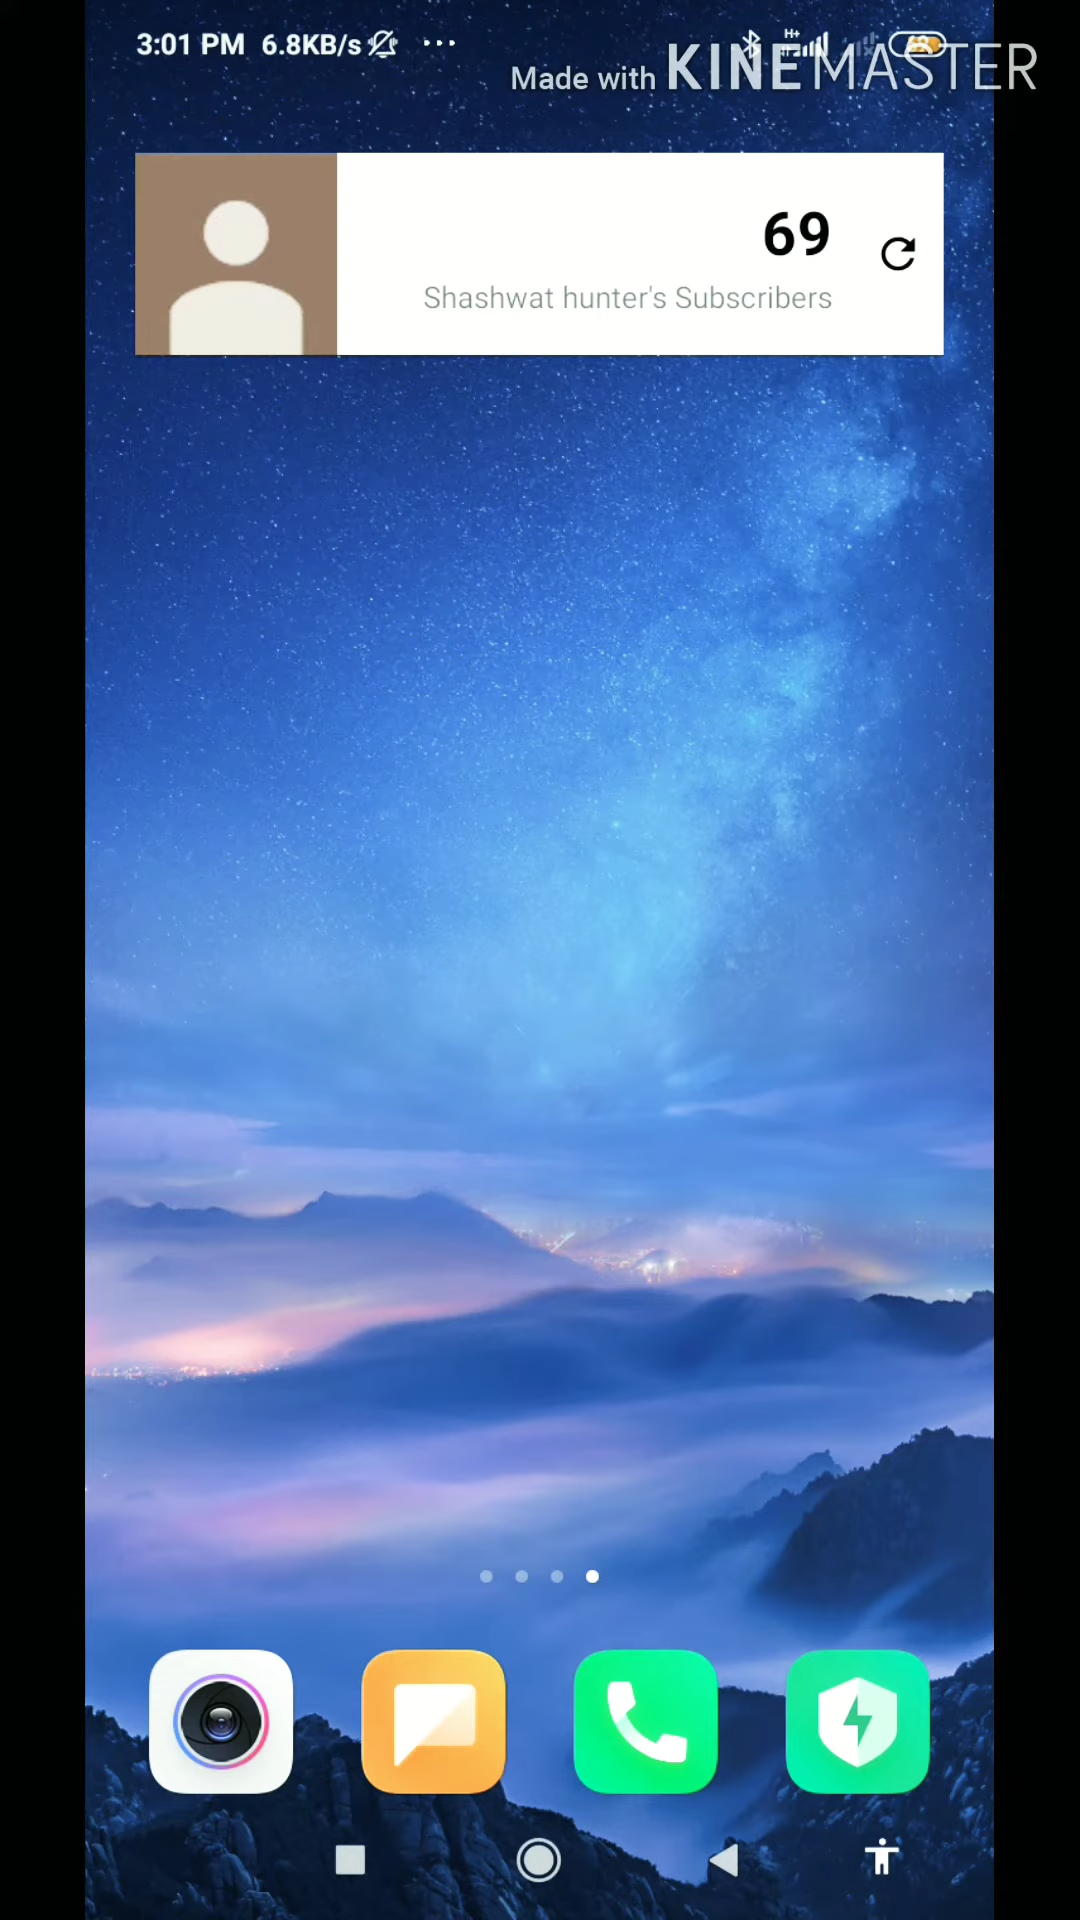 3:01 PM 6.8KB/s
H+
Made with KINEMASTER
69
Shashwat hunter's Subscribers